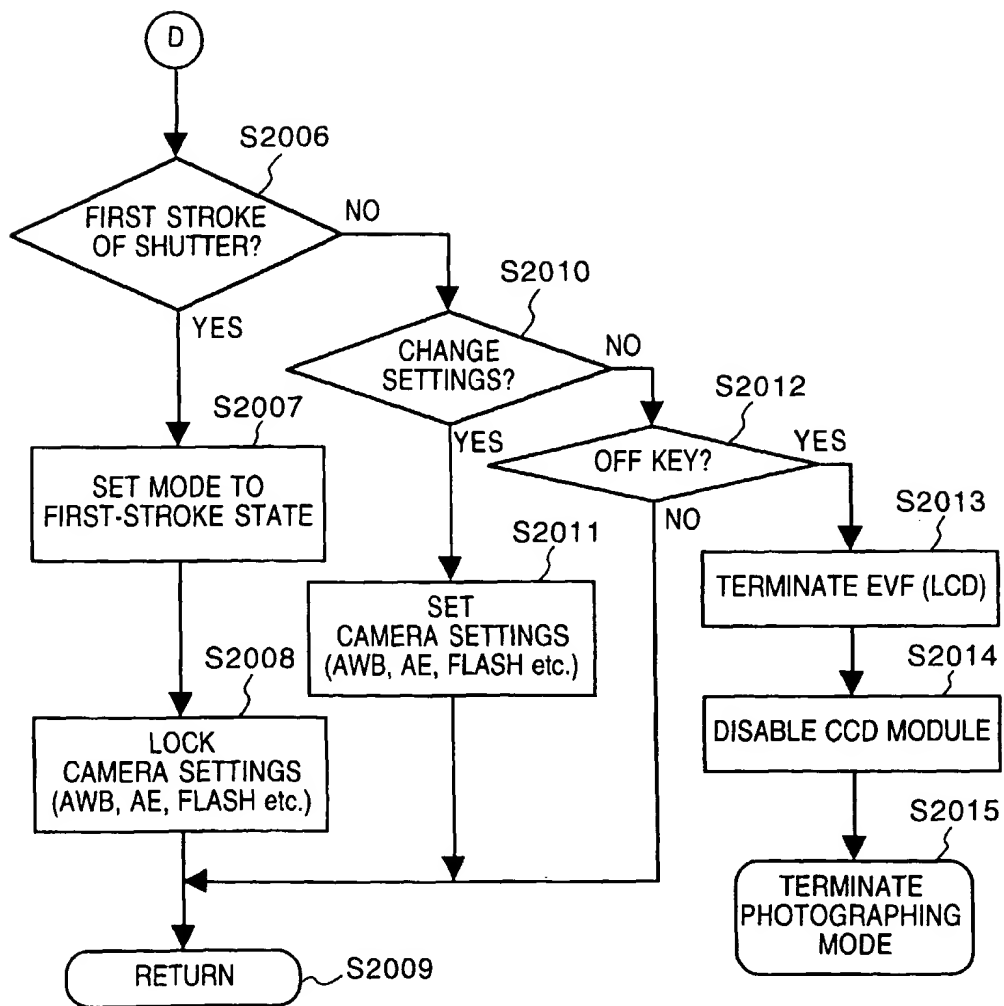 D
S2006
FIRST STROKE
OF SHUTTER?
NO
YES
S2010
CHANGE
SETTINGS?
NO
YES
S2012
OFF KEY?
YES
NO
S2007
SET MODE TO
FIRST-STROKE STATE
S2011
SET
CAMERA SETTINGS
(AWB, AE, FLASH etc.)
S2013
TERMINATE EVF (LCD)
S2008
LOCK
CAMERA SETTINGS
(AWB, AE, FLASH etc.)
S2014
DISABLE CCD MODULE
S2015
TERMINATE
PHOTOGRAPHING
MODE
RETURN
S2009